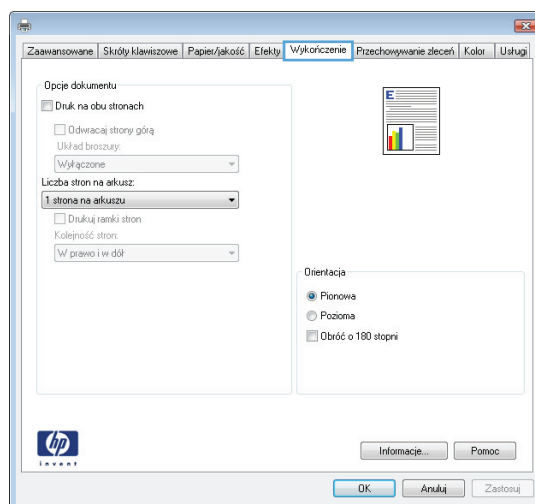 Zaawansowane Skróty klawiszowe Papier/jakość Efekty Wykończenie Przechowywanie zleceń Kolor Usługi
Opcje dokumentu
Druk na obu stronach
Odwracaj strony górą
Układ broszury:
Wyłączone
Liczba stron na arkusz:
1 strona na arkuszu
Drukuj ramki stron
Kolejność stron:
W prawo i w dół
E
Orientacja
Pionowa
Pozioma
Obróć o 180 stopni
hp
invent
Informacje... Pomoc
OK Anuluj Zastosuj